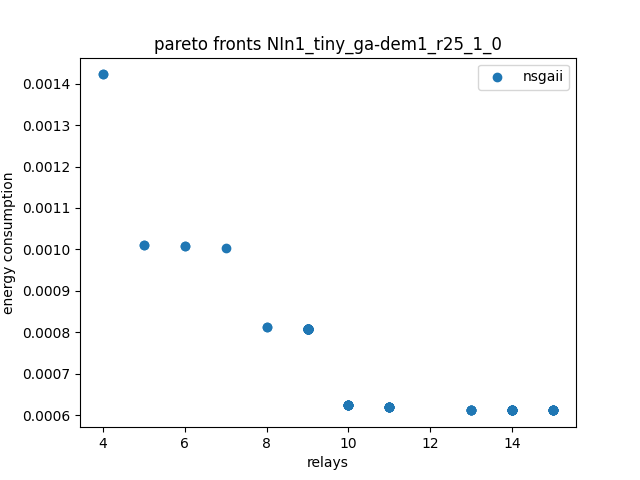 pareto fronts NIn1_tiny_ga-dem1_r25_1_0
nsgaii
0.0014
0.0013
0.0012
0.0011
0.0010
0.0009
0.0008
0.0007
0.0006
energy consumption
4 6 8 10 12 14
relays